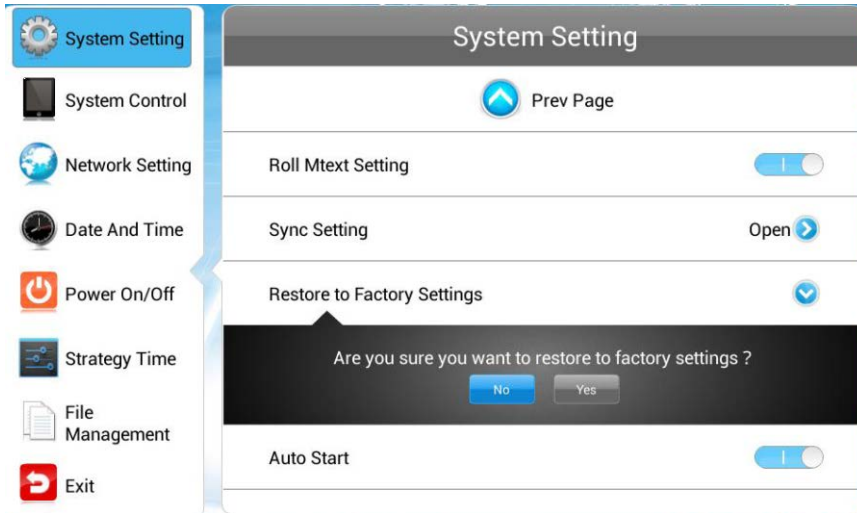 System Setting
System Control
Network Setting
Date And Time
Power On/Off
Strategy Time
File
Management
Exit
System Setting
Prev Page
Roll Mtext Setting
Sync Setting
Open
Restore to Factory Settings
Are you sure you want to restore to factory settings ?
No
Yes
Auto Start